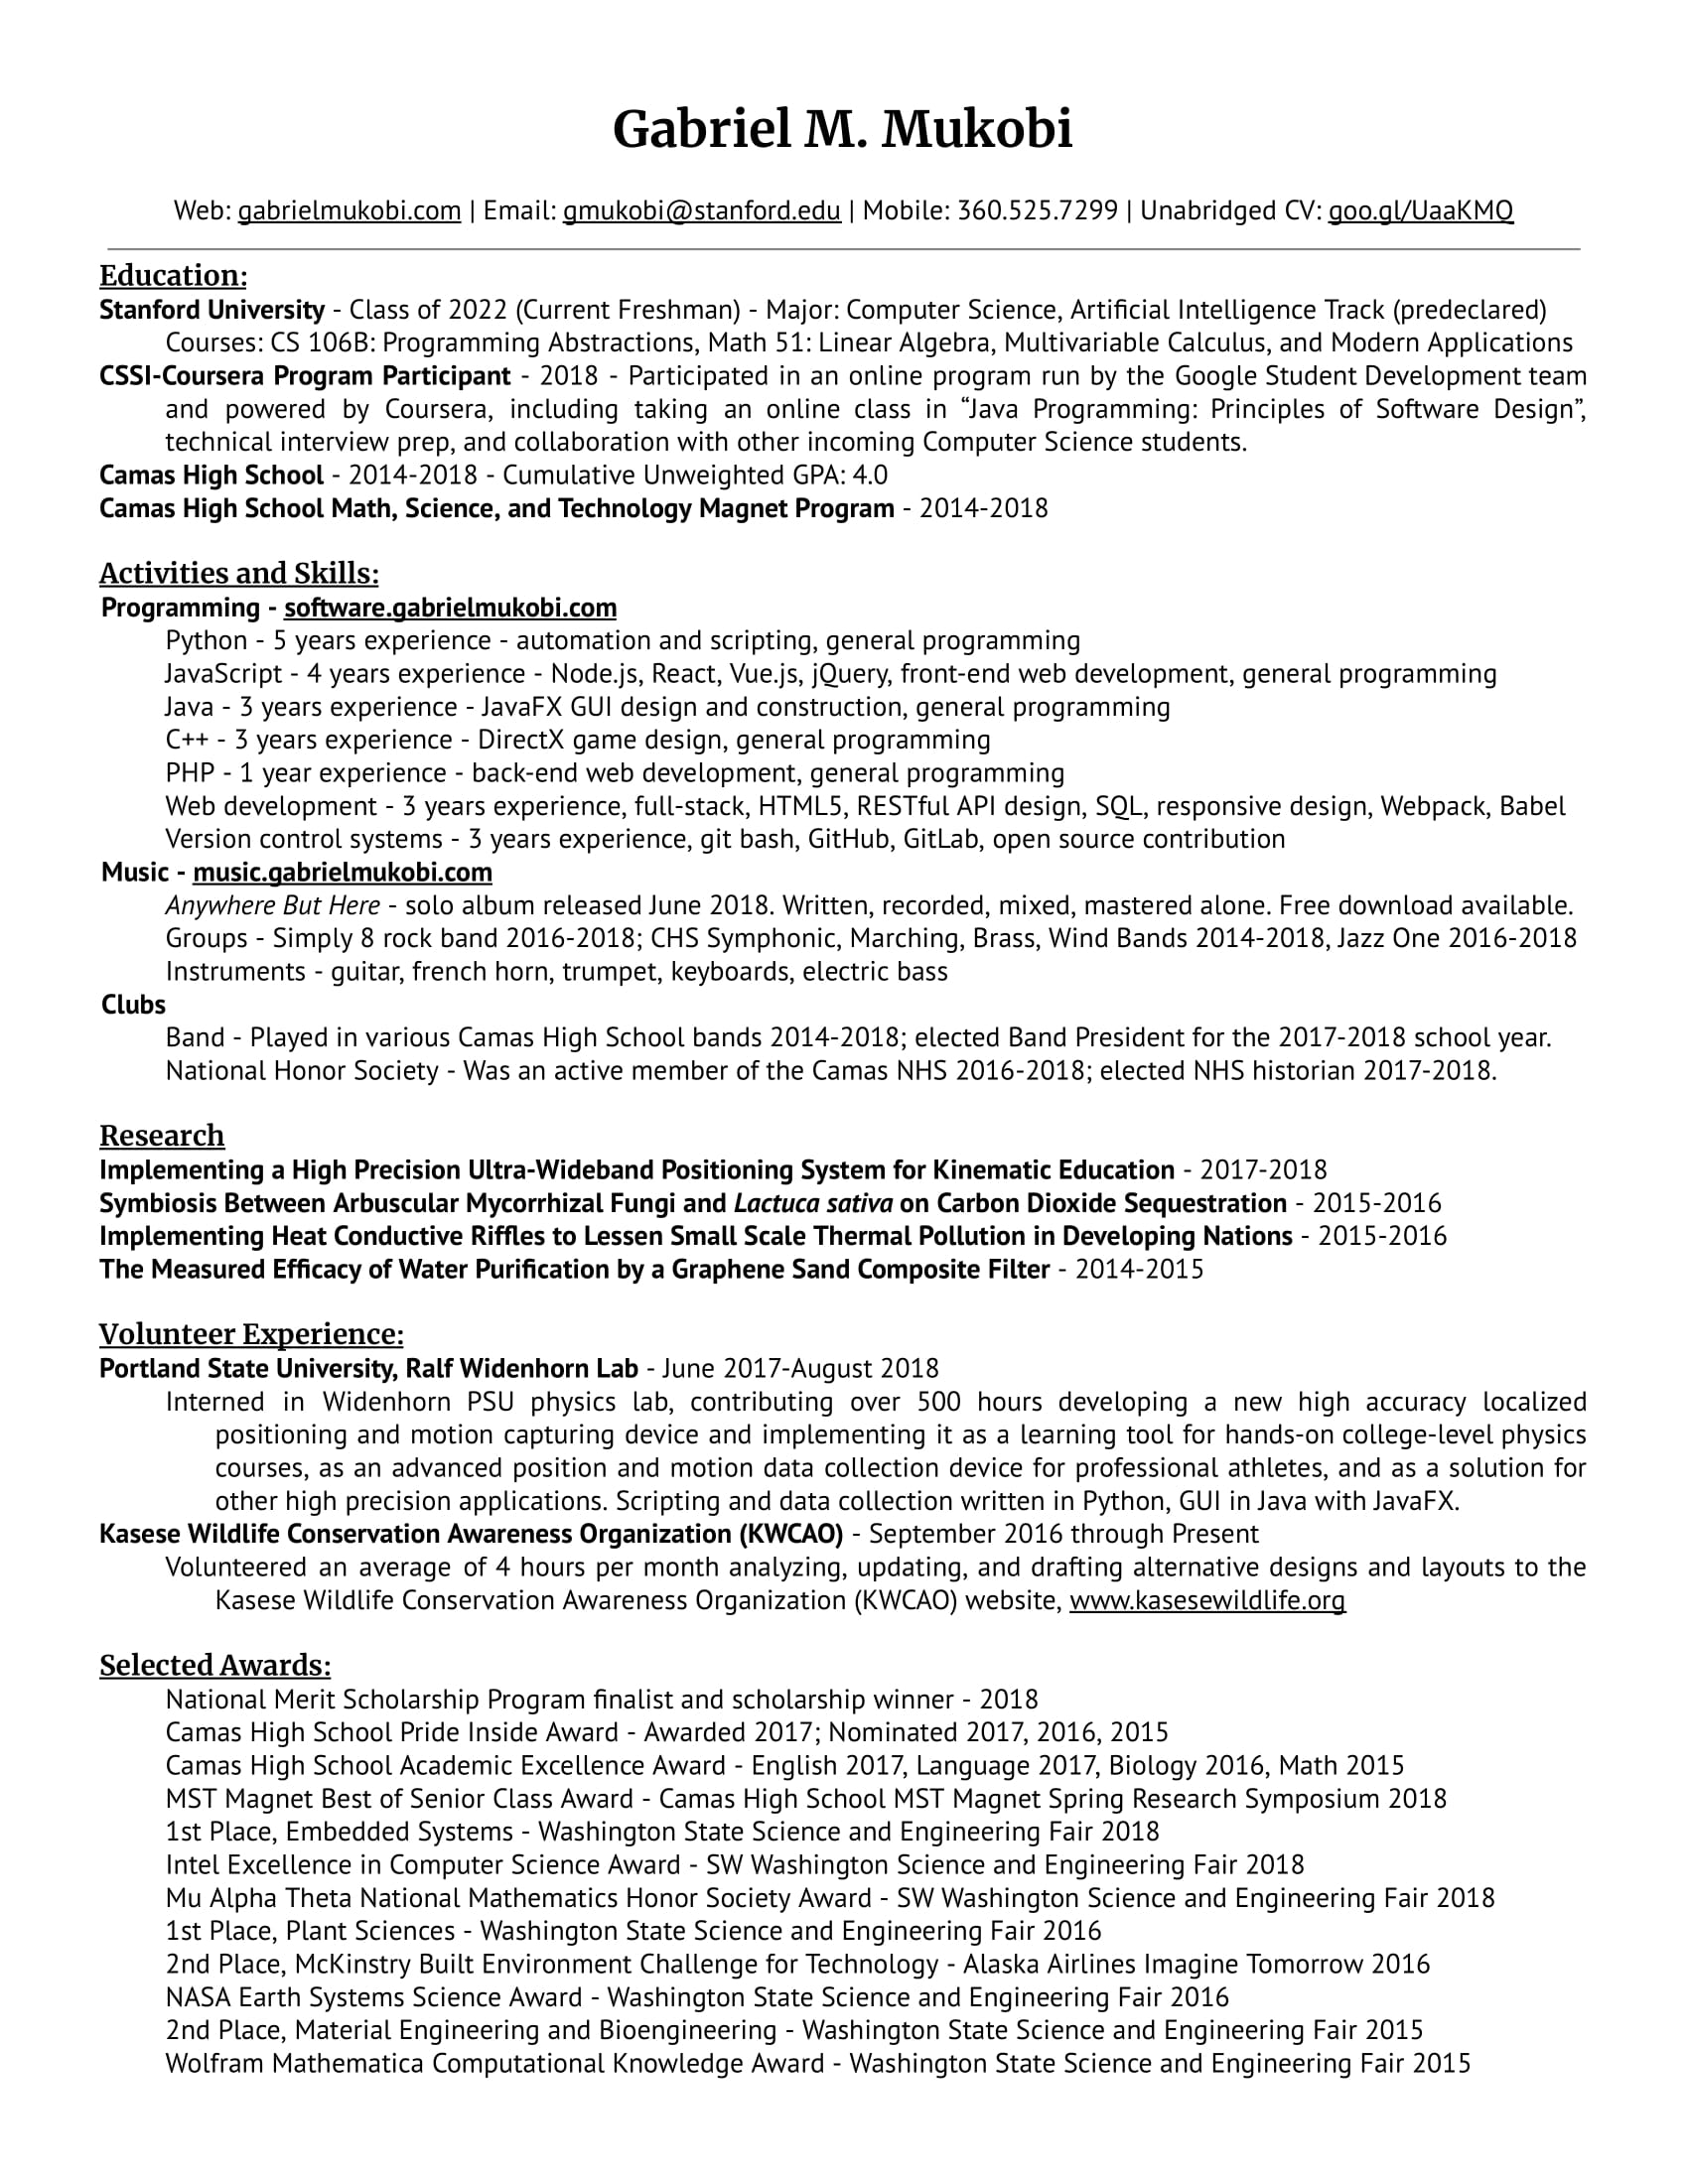 Gabriel M. Mukobi
Web: gabrielmukobi.com | Email: gmukobi@stanford.edu | Mobile: 360.525.7299 | Unabridged CV: goo.gl/UaaKMQ
Education:
Stanford University - Class of 2022 (Current Freshman) - Major: Computer Science, Artificial Intelligence Track (predeclared)
Courses: CS 106B: Programming Abstractions, Math 51: Linear Algebra, Multivariable Calculus, and Modern Applications
CSSI-Coursera Program Participant - 2018 - Participated in an online program run by the Google Student Development team
and powered by Coursera, including taking an online class in “Java Programming: Principles of Software Design”,
technical interview prep, and collaboration with other incoming Computer Science students.
Camas High School - 2014-2018 - Cumulative Unweighted GPA: 4.0
Camas High School Math, Science, and Technology Magnet Program - 2014-2018
Activities and Skills:
Programming - software.gabrielmukobi.com
Python - 5 years experience - automation and scripting, general programming
JavaScript - 4 years experience - Node.js, React, Vue.js, jQuery, front-end web development, general programming
Java - 3 years experience - JavaFX GUI design and construction, general programming
C++ - 3 years experience - DirectX game design, general programming
PHP - 1 year experience - back-end web development, general programming
Web development - 3 years experience, full-stack, HTML5, RESTful API design, SQL, responsive design, Webpack, Babel
Version control systems - 3 years experience, git bash, GitHub, GitLab, open source contribution
Music - music.gabrielmukobi.com
Anywhere But Here - solo album released June 2018. Written, recorded, mixed, mastered alone. Free download available.
Groups - Simply 8 rock band 2016-2018; CHS Symphonic, Marching, Brass, Wind Bands 2014-2018, Jazz One 2016-2018
Instruments - guitar, french horn, trumpet, keyboards, electric bass
Clubs
Band - Played in various Camas High School bands 2014-2018; elected Band President for the 2017-2018 school year.
National Honor Society - Was an active member of the Camas NHS 2016-2018; elected NHS historian 2017-2018.
Research
Implementing a High Precision Ultra-Wideband Positioning System for Kinematic Education - 2017-2018
Symbiosis Between Arbuscular Mycorrhizal Fungi and Lactuca sativa on Carbon Dioxide Sequestration - 2015-2016
Implementing Heat Conductive Riffles to Lessen Small Scale Thermal Pollution in Developing Nations - 2015-2016
The Measured Efficacy of Water Purification by a Graphene Sand Composite Filter - 2014-2015
Volunteer Experience:
Portland State University, Ralf Widenhorn Lab - June 2017-August 2018
Interned in Widenhorn PSU physics lab, contributing over 500 hours developing a new high accuracy localized
positioning and motion capturing device and implementing it as a learning tool for hands-on college-level physics
courses, as an advanced position and motion data collection device for professional athletes, and as a solution for
other high precision applications. Scripting and data collection written in Python, GUI in Java with JavaFX.
Kasese Wildlife Conservation Awareness Organization (KWCAO) - September 2016 through Present
Volunteered an average of 4 hours per month analyzing, updating, and drafting alternative designs and layouts to the
Kasese Wildlife Conservation Awareness Organization (KWCAO) website, www.kasesewildlife.org
Selected Awards:
National Merit Scholarship Program finalist and scholarship winner - 2018
Camas High School Pride Inside Award - Awarded 2017; Nominated 2017, 2016, 2015
Camas High School Academic Excellence Award - English 2017, Language 2017, Biology 2016, Math 2015
MST Magnet Best of Senior Class Award - Camas High School MST Magnet Spring Research Symposium 2018
1st Place, Embedded Systems - Washington State Science and Engineering Fair 2018
Intel Excellence in Computer Science Award - SW Washington Science and Engineering Fair 2018
Mu Alpha Theta National Mathematics Honor Society Award - SW Washington Science and Engineering Fair 2018
1st Place, Plant Sciences - Washington State Science and Engineering Fair 2016
2nd Place, McKinstry Built Environment Challenge for Technology - Alaska Airlines Imagine Tomorrow 2016
NASA Earth Systems Science Award - Washington State Science and Engineering Fair 2016
2nd Place, Material Engineering and Bioengineering - Washington State Science and Engineering Fair 2015
Wolfram Mathematica Computational Knowledge Award - Washington State Science and Engineering Fair 2015